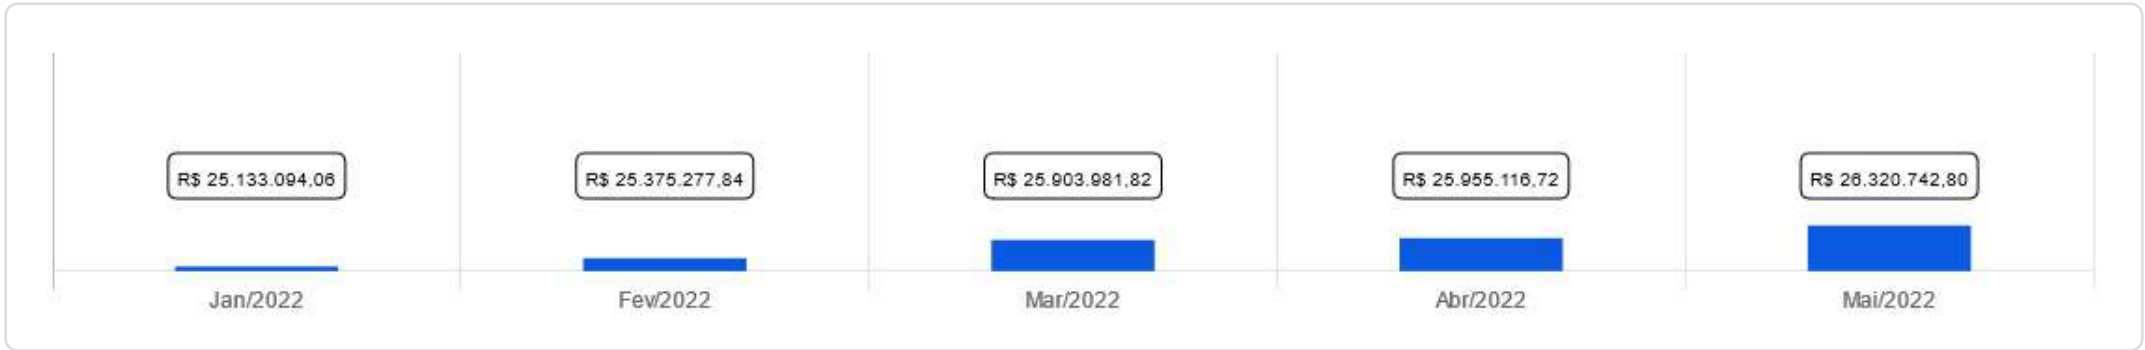 R$ 25.133.094,06
R$ 25.375.277,84
R$ 25.903.981,82
R$ 25.955.116,72
R$ 26.320.742,80
Jan/2022
Fev/2022
Mar/2022
Abr/2022
Mai/2022